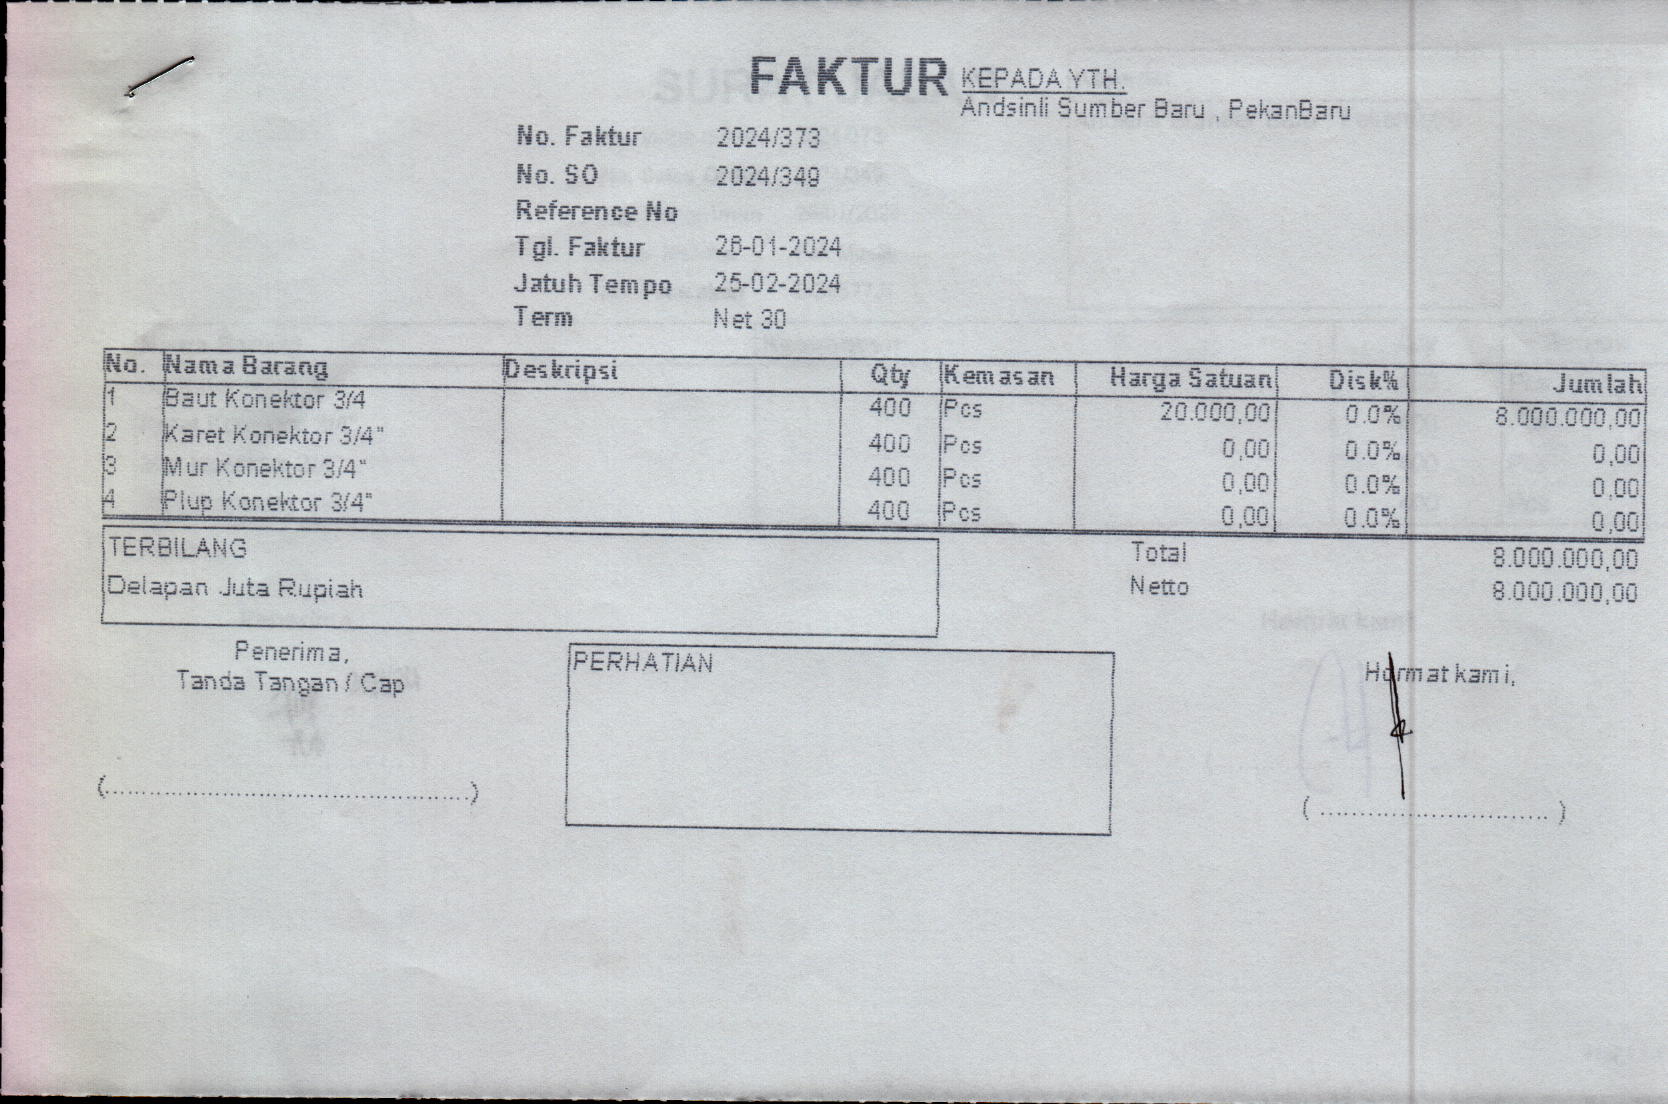 FAKTUR
KEPADA YTH.
Andsinli Sumber Baru , PekanBaru
No. Faktur 2024/373
No. SO 2024/349
Reference No
Tgl. Faktur 26-01-2024
Jatuh Tempo 25-02-2024
Term Net 30
No. Nama Barang Deskripsi Qty Kemasan Harga Satuan Disk% Jumlah
1 Baut Konektor 3/4 400 Pcs 20.000,00 0.0% 8.000.000,00
2 Karet Konektor 3/4" 400 Pcs 0,00 0.0% 0,00
3 Mur Konektor 3/4" 400 Pcs 0,00 0.0% 0,00
4 Plup Konektor 3/4" 400 Pcs 0,00 0.0% 0,00
TERBILANG
Delapan Juta Rupiah
Total 8.000.000,00
Netto 8.000.000,00
Penerima,
Tanda Tangan / Cap
(..................................................)
PERHATIAN
Hormat kami,
( ............................... )